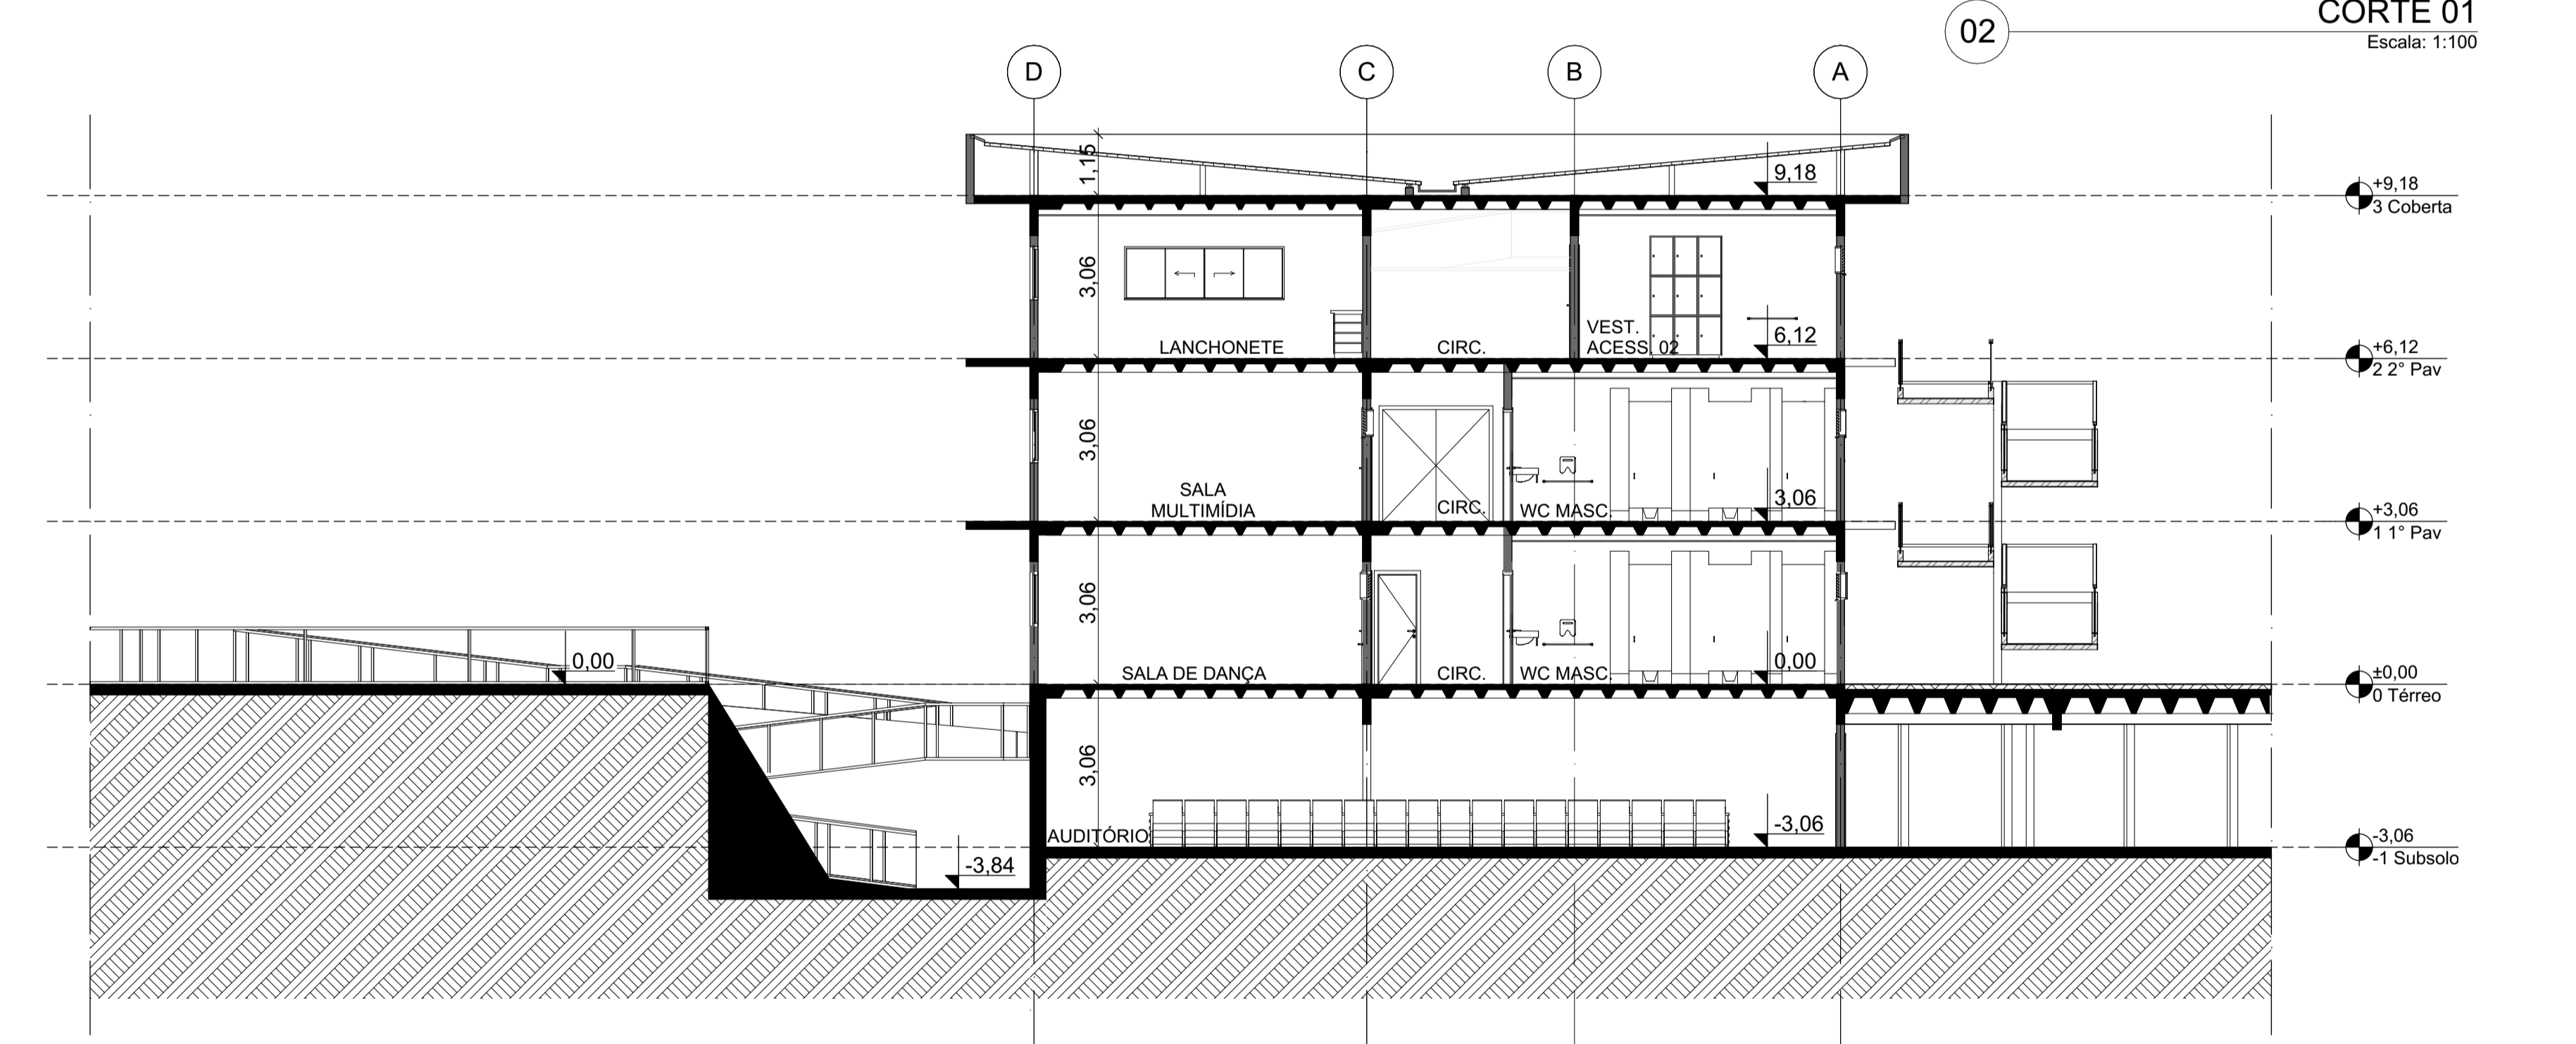 02
CORTE 01
Escala: 1:100
D
C
B
A
1,15
9,18
+9,18
3 Coberta
3,06
LANCHONETE
CIRC.
VEST.
ACESS. 02
6,12
+6,12
2 2° Pav
3,06
SALA
MULTIMÍDIA
CIRC.
WC MASC.
3,06
+3,06
1 1° Pav
3,06
0,00
SALA DE DANÇA
CIRC.
WC MASC.
0,00
±0,00
0 Térreo
3,06
AUDITÓRIO
-3,06
-3,06
-1 Subsolo
-3,84